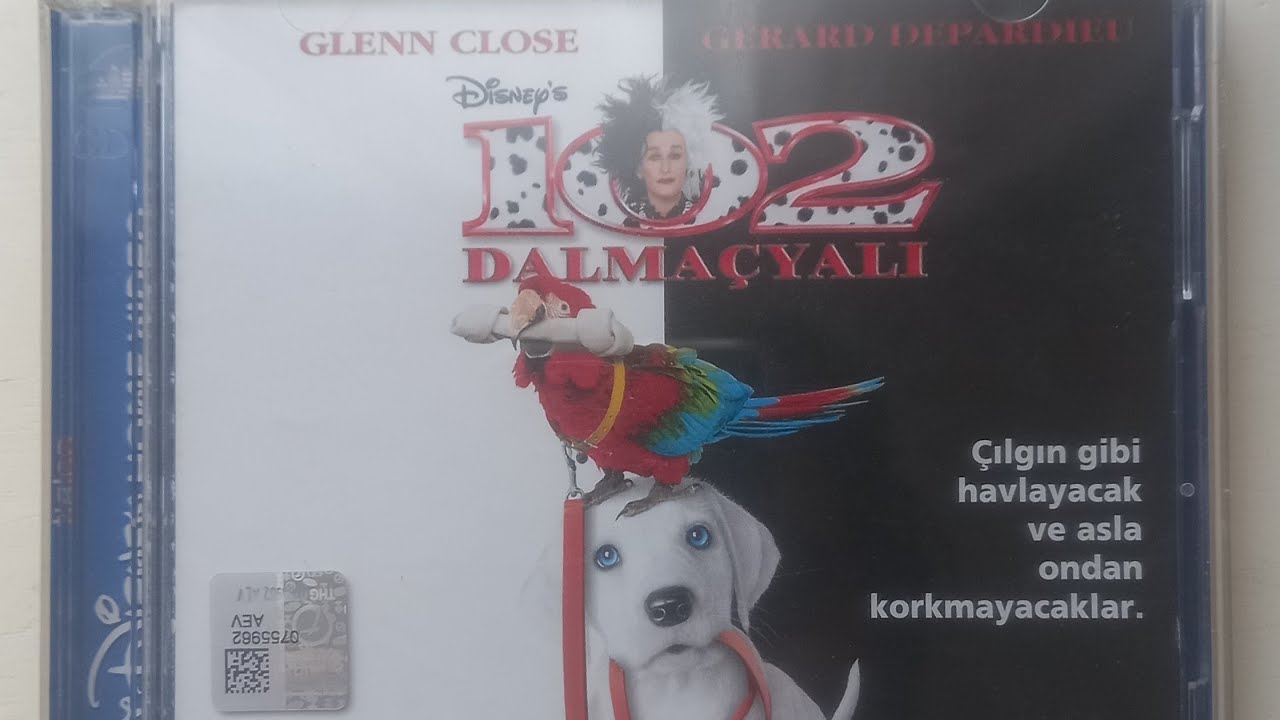 GLENN CLOSE
GERARD DEPARDIEU
DISNEY'S
102
DALMAÇYALI
Çılgın gibi
havlayacak
ve asla
ondan
korkmayacaklar.
0755962
AEV